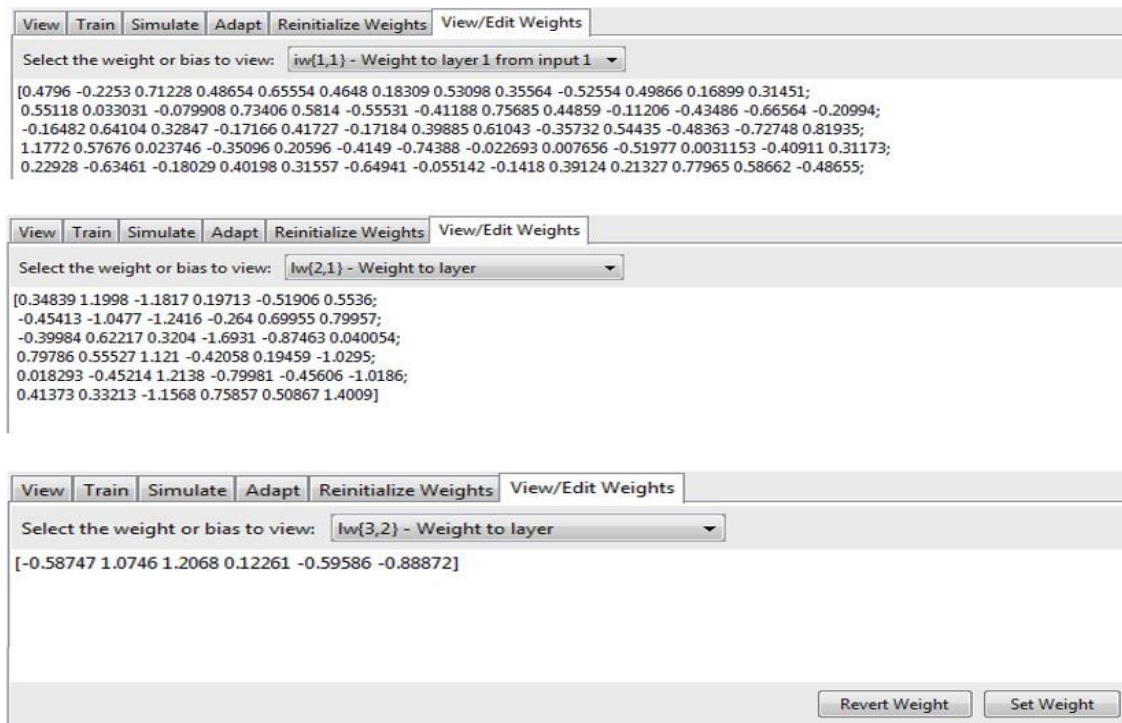 View Train Simulate Adapt Reinitialize Weights View/Edit Weights
Select the weight or bias to view: iw{1,1} - Weight to layer 1 from input 1
[0.4796 -0.2253 0.71228 0.48654 0.65554 0.4648 0.18309 0.53098 0.35564 -0.52554 0.49866 0.16899 0.31451;
0.55118 0.033031 -0.079908 0.73406 0.5814 -0.55531 -0.41188 0.75685 0.44859 -0.11206 -0.43486 -0.66564 -0.20994;
-0.16482 0.64104 0.32847 -0.17166 0.41727 -0.17184 0.39885 0.61043 -0.35732 0.54435 -0.48363 -0.72748 0.81935;
1.1772 0.57676 0.023746 -0.35096 0.20596 -0.4149 -0.74388 -0.022693 0.007656 -0.51977 0.0031153 -0.40911 0.31173;
0.22928 -0.63461 -0.18029 0.40198 0.31557 -0.64941 -0.055142 -0.1418 0.39124 0.21327 0.77965 0.58662 -0.48655;
View Train Simulate Adapt Reinitialize Weights View/Edit Weights
Select the weight or bias to view: lw{2,1} - Weight to layer
[0.34839 1.1998 -1.1817 0.19713 -0.51906 0.5536;
-0.45413 -1.0477 -1.2416 -0.264 0.69955 0.79957;
-0.39984 0.62217 0.3204 -1.6931 -0.87463 0.040054;
0.79786 0.55527 1.121 -0.42058 0.19459 -1.0295;
0.018293 -0.45214 1.2138 -0.79981 -0.45606 -1.0186;
0.41373 0.33213 -1.1568 0.75857 0.50867 1.4009]
View Train Simulate Adapt Reinitialize Weights View/Edit Weights
Select the weight or bias to view: lw{3,2} - Weight to layer
[-0.58747 1.0746 1.2068 0.12261 -0.59586 -0.88872]
Revert Weight Set Weight